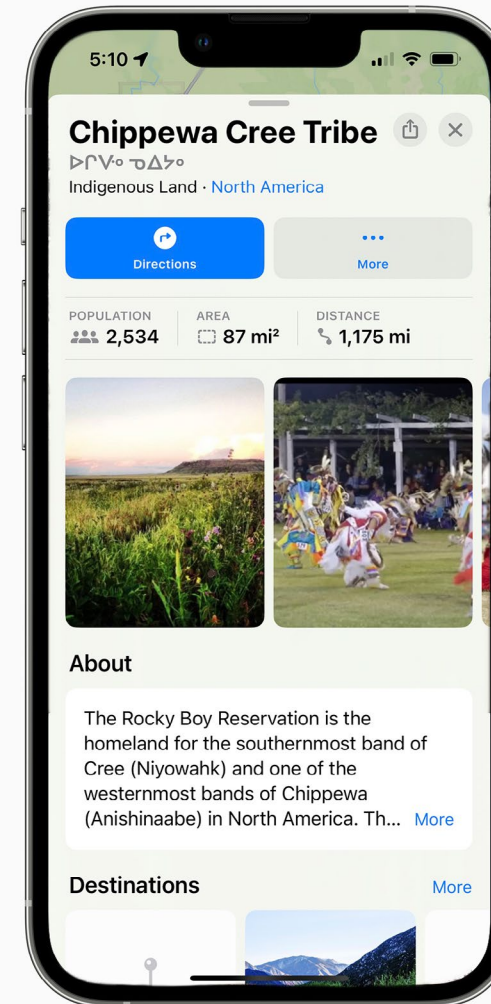 5:10
Chippewa Cree Tribe
ᐅᒋᐻᐤ ᓀᐃᔭᐤ
Indigenous Land · North America
Directions
More
POPULATION
2,534
AREA
87 mi²
DISTANCE
1,175 mi
About
The Rocky Boy Reservation is the
homeland for the southernmost band of
Cree (Niyowahk) and one of the
westernmost bands of Chippewa
(Anishinaabe) in North America. Th... More
Destinations
More